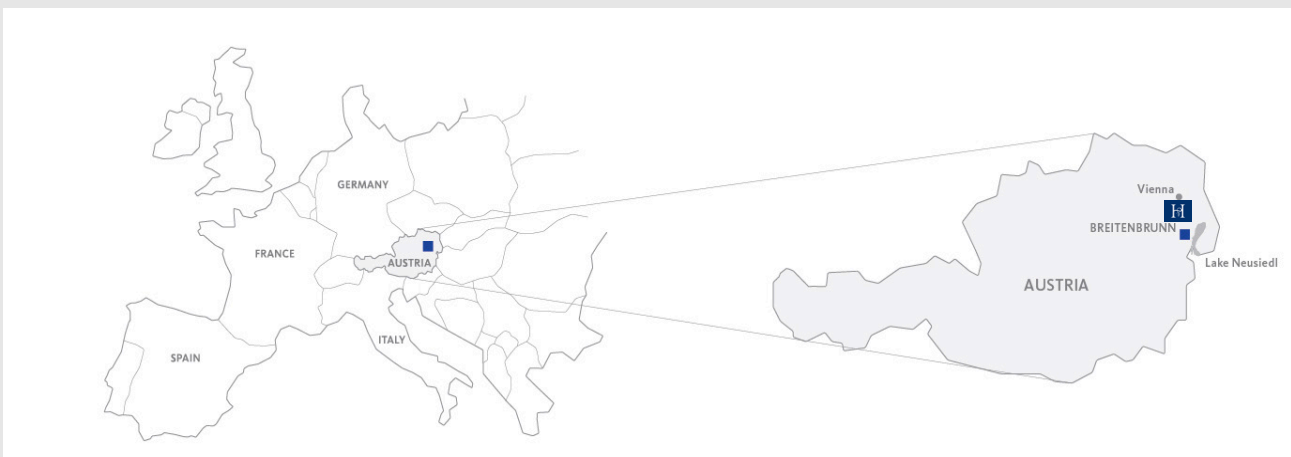 GERMANY
FRANCE
AUSTRIA
ITALY
SPAIN
Vienna
H
BREITENBRUNN
Lake Neusiedl
AUSTRIA